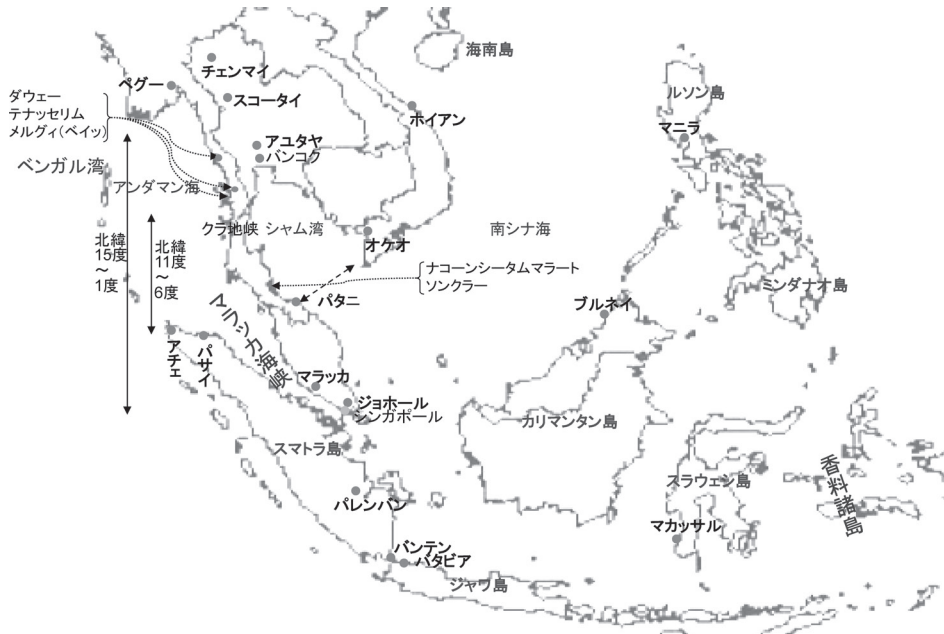 海南島
チェンマイ
ペグー
スコータイ
ダウェー
テナッセリム
メルグィ(ベイッ)
ルソン島
ホイアン
マニラ
アユタヤ
バンコク
ベンガル湾
アンダマン海
クラ地峡 シャム湾
南シナ海
オケオ
北緯
15度
〜
1度
北緯
11度
〜
6度
ナコーンシータムマラート
ソンクラー
パタニ
ミンダナオ島
ブルネイ
マラッカ海峡
アチェ
パサイ
マラッカ
ジョホール
シンガポール
カリマンタン島
スマトラ島
スラウェシ島
香料諸島
パレンバン
マカッサル
バンテン
バタビア
ジャワ島